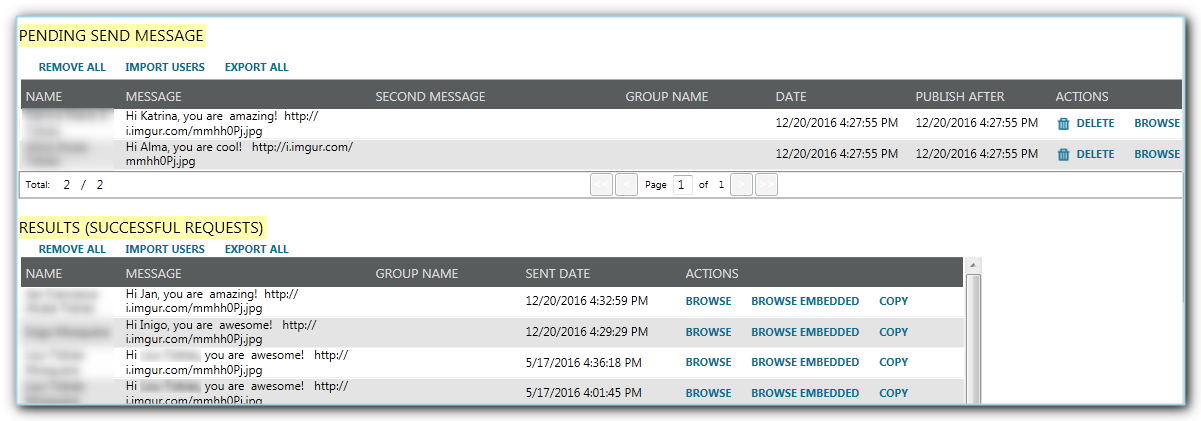 PENDING SEND MESSAGE
REMOVE ALL IMPORT USERS EXPORT ALL
NAME MESSAGE SECOND MESSAGE GROUP NAME DATE PUBLISH AFTER ACTIONS
Hi Katrina, you are amazing! http://
i.imgur.com/mmhh0Pj.jpg 12/20/2016 4:27:55 PM 12/20/2016 4:27:55 PM DELETE BROWSE
Hi Alma, you are cool! http://i.imgur.com/
mmhh0Pj.jpg 12/20/2016 4:27:55 PM 12/20/2016 4:27:55 PM DELETE BROWSE
Total: 2 / 2 << < Page 1 of 1 > >>
RESULTS (SUCCESSFUL REQUESTS)
REMOVE ALL IMPORT USERS EXPORT ALL
NAME MESSAGE GROUP NAME SENT DATE ACTIONS
Hi Jan, you are amazing! http://
i.imgur.com/mmhh0Pj.jpg 12/20/2016 4:32:59 PM BROWSE BROWSE EMBEDDED COPY
Hi Inigo, you are awesome! http://
i.imgur.com/mmhh0Pj.jpg 12/20/2016 4:29:29 PM BROWSE BROWSE EMBEDDED COPY
Hi you are awesome! http://
i.imgur.com/mmhh0Pj.jpg 5/17/2016 4:36:18 PM BROWSE BROWSE EMBEDDED COPY
Hi you are awesome! http://
i.imgur.com/mmhh0Pj.jpg 5/17/2016 4:01:45 PM BROWSE BROWSE EMBEDDED COPY